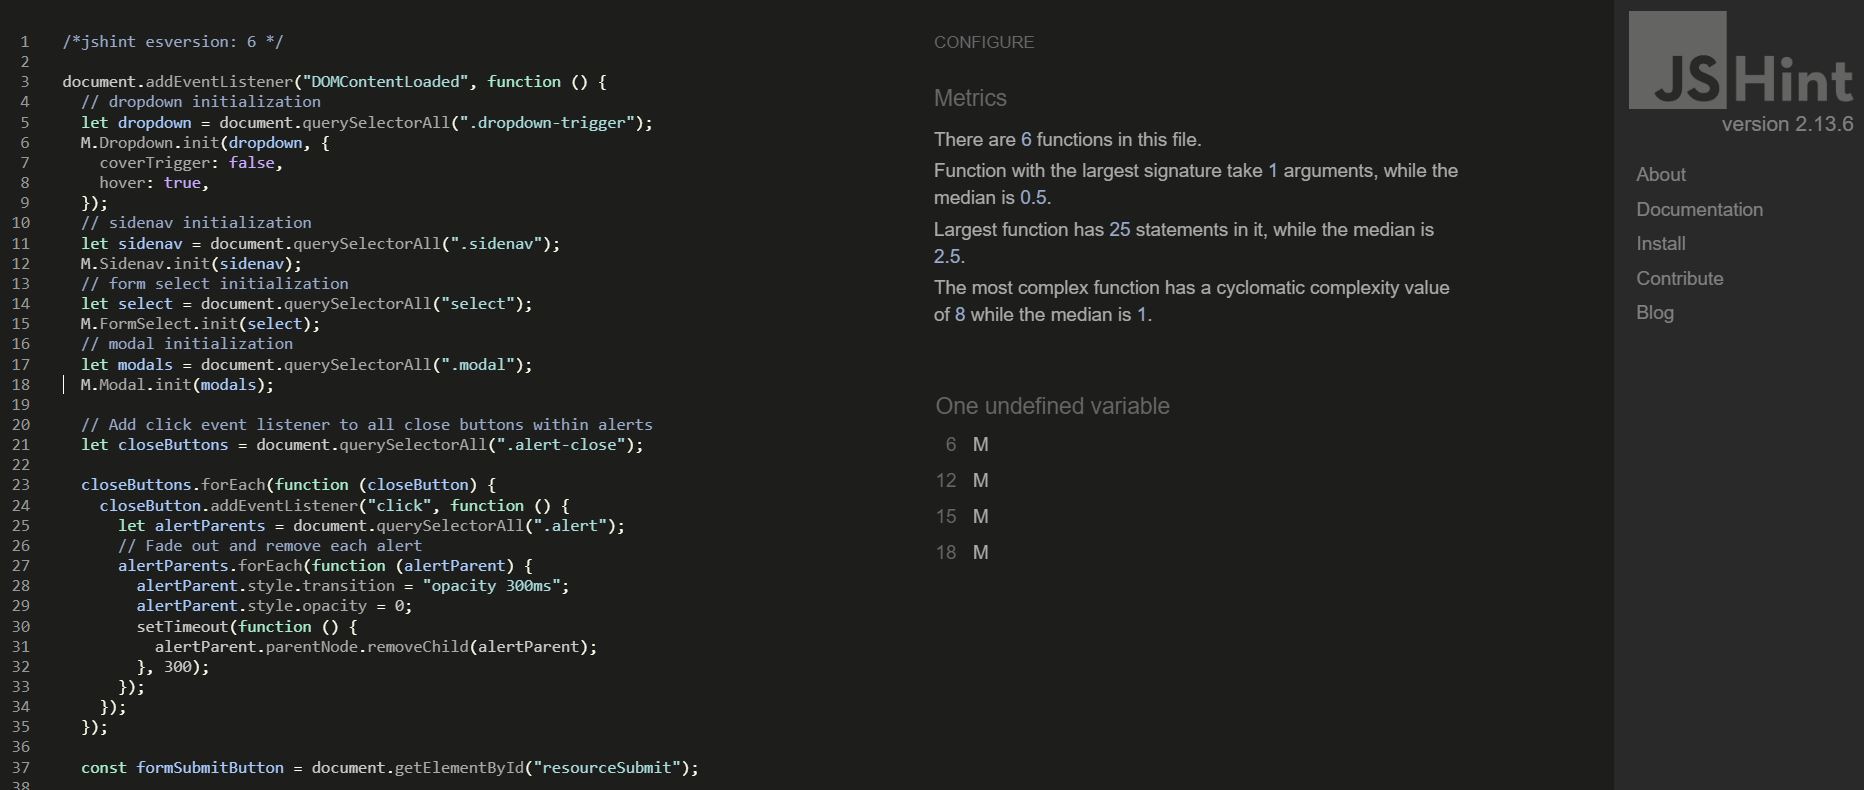 1 /*jshint esversion: 6 */
2
3 document.addEventListener("DOMContentLoaded", function () {
4 // dropdown initialization
5 let dropdown = document.querySelectorAll(".dropdown-trigger");
6 M.Dropdown.init(dropdown, {
7 coverTrigger: false,
8 hover: true,
9 });
10 // sidenav initialization
11 let sidenav = document.querySelectorAll(".sidenav");
12 M.Sidenav.init(sidenav);
13 // form select initialization
14 let select = document.querySelectorAll("select");
15 M.FormSelect.init(select);
16 // modal initialization
17 let modals = document.querySelectorAll(".modal");
18 M.Modal.init(modals);
19
20 // Add click event listener to all close buttons within alerts
21 let closeButtons = document.querySelectorAll(".alert-close");
22
23 closeButtons.forEach(function (closeButton) {
24 closeButton.addEventListener("click", function () {
25 let alertParents = document.querySelectorAll(".alert");
26 // Fade out and remove each alert
27 alertParents.forEach(function (alertParent) {
28 alertParent.style.transition = "opacity 300ms";
29 alertParent.style.opacity = 0;
30 setTimeout(function () {
31 alertParent.parentNode.removeChild(alertParent);
32 }, 300);
33 });
34 });
35 });
36
37 const formSubmitButton = document.getElementById("resourceSubmit");
38
CONFIGURE
Metrics
There are 6 functions in this file.
Function with the largest signature take 1 arguments, while the
median is 0.5.
Largest function has 25 statements in it, while the median is
2.5.
The most complex function has a cyclomatic complexity value
of 8 while the median is 1.
One undefined variable
6 M
12 M
15 M
18 M
JSHint
version 2.13.6
About
Documentation
Install
Contribute
Blog